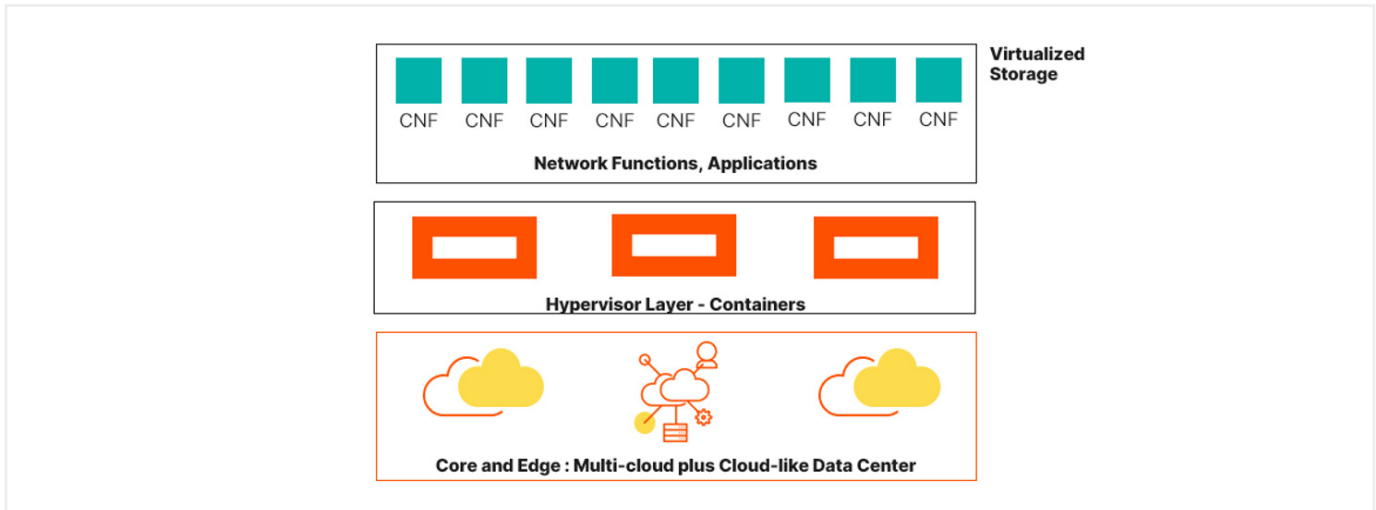 Virtualized
Storage
CNF CNF CNF CNF CNF CNF CNF CNF CNF
Network Functions, Applications
Hypervisor Layer - Containers
Core and Edge : Multi-cloud plus Cloud-like Data Center